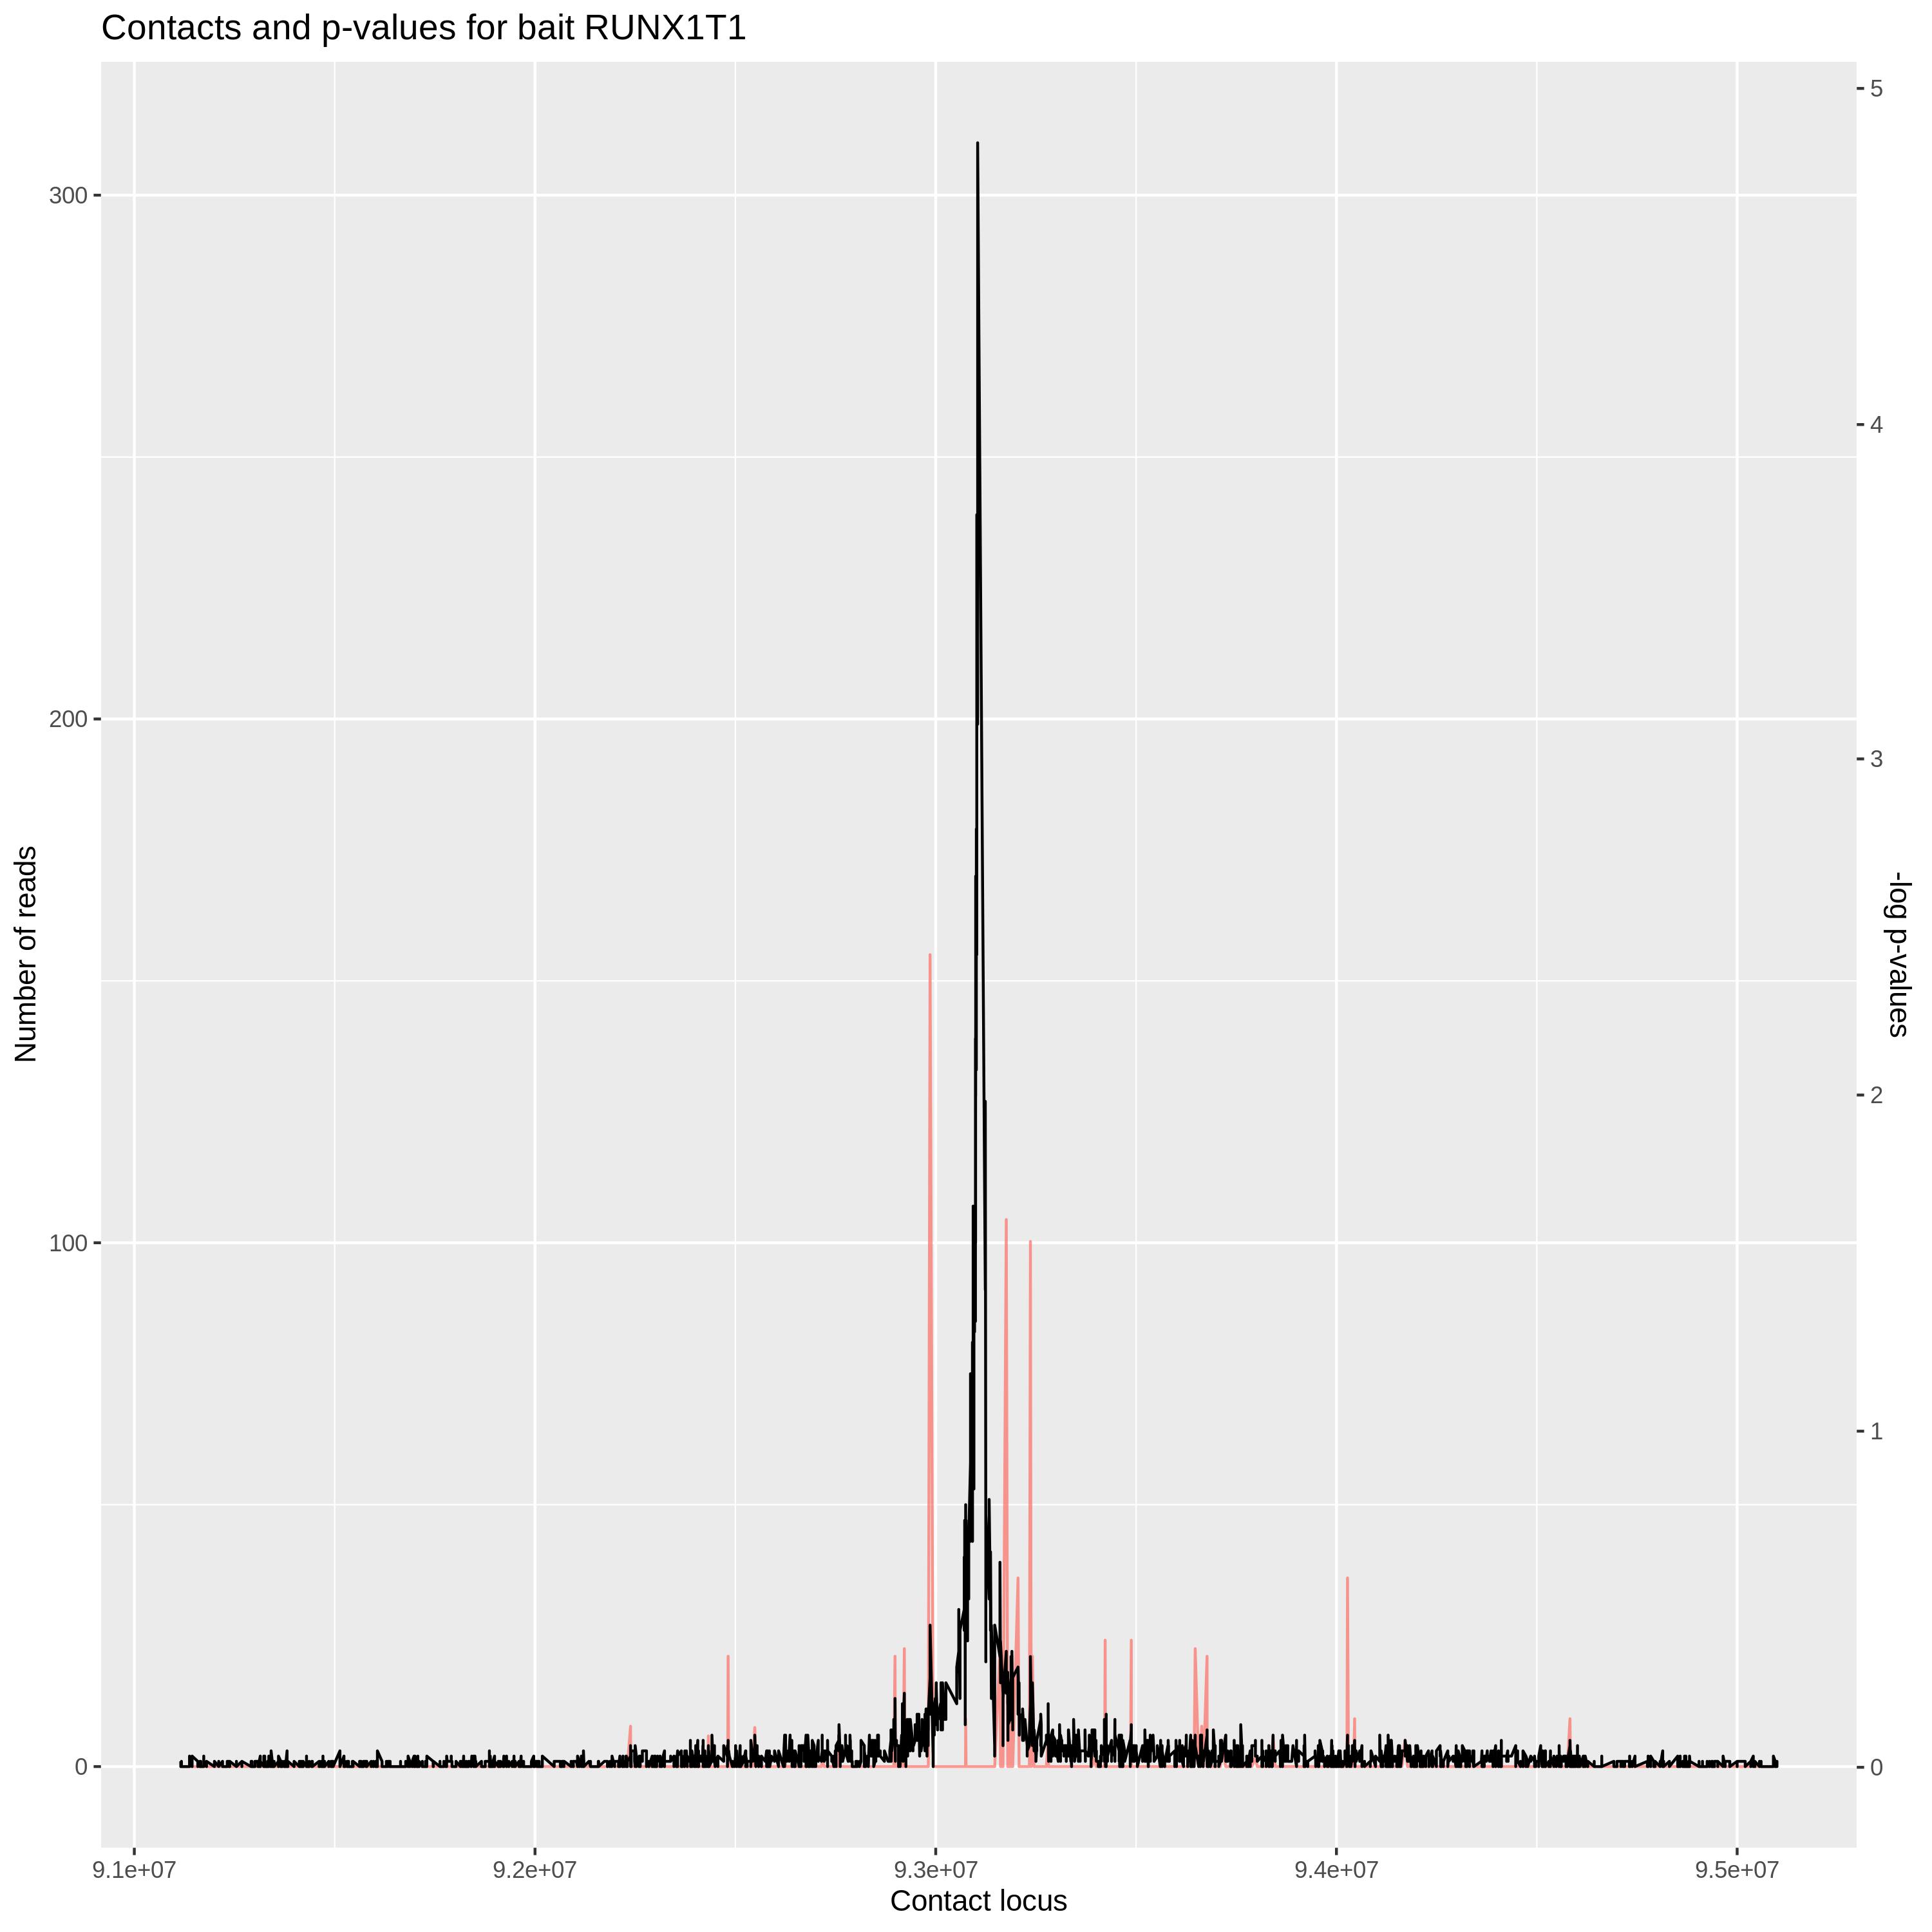 Contacts and p-values for bait RUNX1T1
Number of reads
300
200
100
0
5
4
3
2
1
0
-log p-values
9.1e+07 9.2e+07 9.3e+07 9.4e+07 9.5e+07
Contact locus